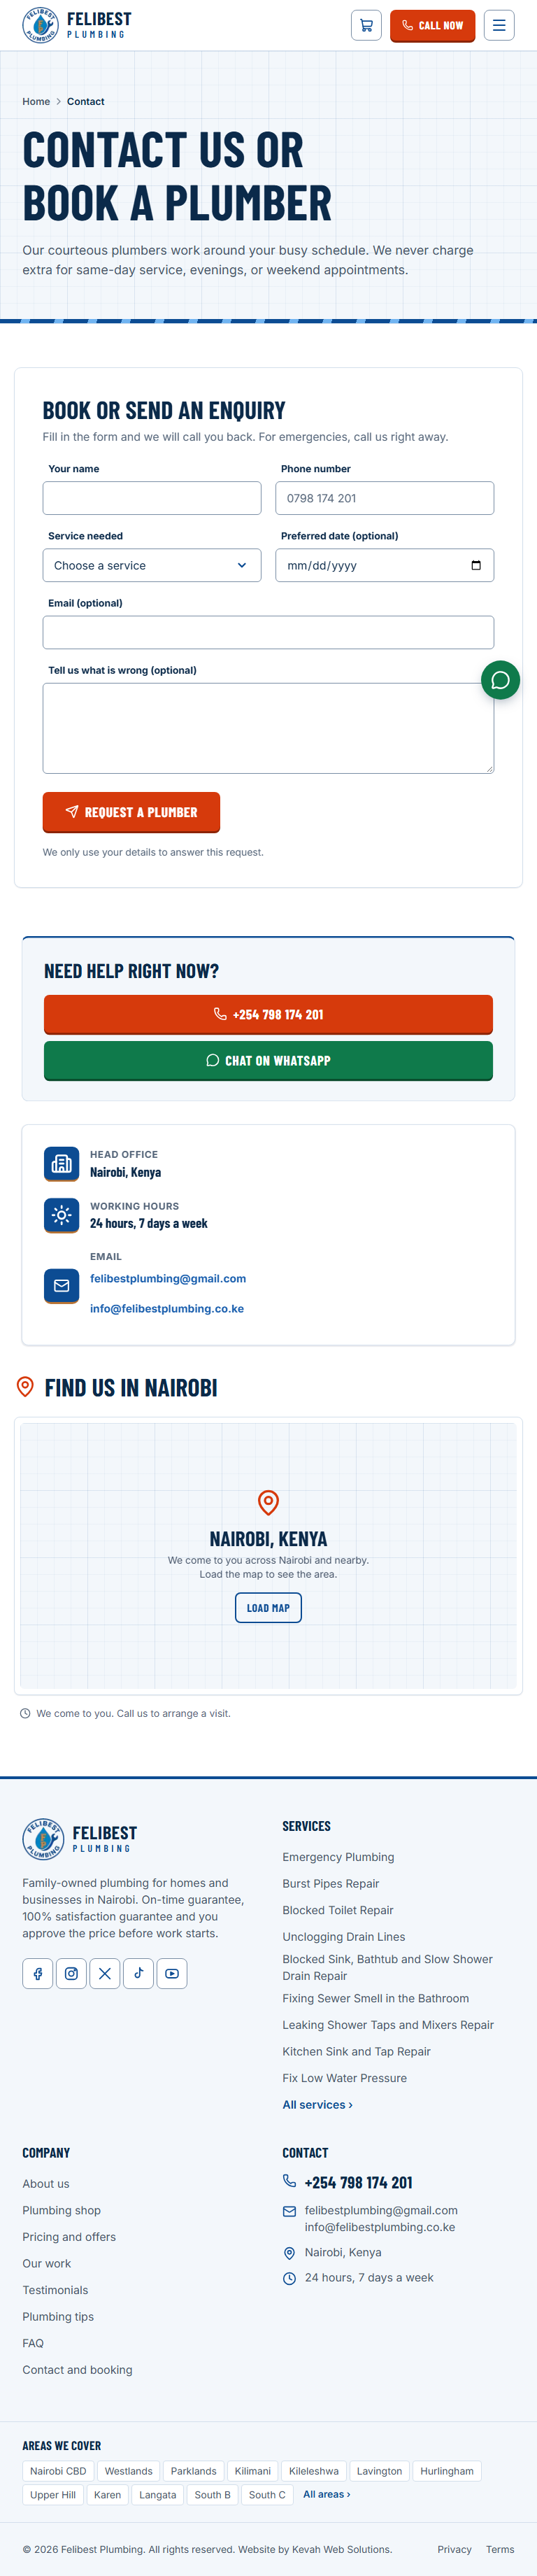 FELIBEST
PLUMBING
FELIBEST
PLUMBING
CALL NOW
Home > Contact
CONTACT US OR
BOOK A PLUMBER
Our courteous plumbers work around your busy schedule. We never charge
extra for same-day service, evenings, or weekend appointments.
BOOK OR SEND AN ENQUIRY
Fill in the form and we will call you back. For emergencies, call us right away.
Your name
Phone number
0798 174 201
Service needed
Preferred date (optional)
Choose a service
mm/dd/yyyy
Email (optional)
Tell us what is wrong (optional)
REQUEST A PLUMBER
We only use your details to answer this request.
NEED HELP RIGHT NOW?
+254 798 174 201
CHAT ON WHATSAPP
HEAD OFFICE
Nairobi, Kenya
WORKING HOURS
24 hours, 7 days a week
EMAIL
felibestplumbing@gmail.com
info@felibestplumbing.co.ke
FIND US IN NAIROBI
NAIROBI, KENYA
We come to you across Nairobi and nearby.
Load the map to see the area.
LOAD MAP
We come to you. Call us to arrange a visit.
FELIBEST
PLUMBING
FELIBEST
PLUMBING
Family-owned plumbing for homes and
businesses in Nairobi. On-time guarantee,
100% satisfaction guarantee and you
approve the price before work starts.
SERVICES
Emergency Plumbing
Burst Pipes Repair
Blocked Toilet Repair
Unclogging Drain Lines
Blocked Sink, Bathtub and Slow Shower
Drain Repair
Fixing Sewer Smell in the Bathroom
Leaking Shower Taps and Mixers Repair
Kitchen Sink and Tap Repair
Fix Low Water Pressure
All services ›
COMPANY
About us
Plumbing shop
Pricing and offers
Our work
Testimonials
Plumbing tips
FAQ
Contact and booking
CONTACT
+254 798 174 201
felibestplumbing@gmail.com
info@felibestplumbing.co.ke
Nairobi, Kenya
24 hours, 7 days a week
AREAS WE COVER
Nairobi CBD Westlands Parklands Kilimani Kileleshwa Lavington Hurlingham
Upper Hill Karen Langata South B South C All areas ›
© 2026 Felibest Plumbing. All rights reserved. Website by Kevah Web Solutions.
Privacy Terms